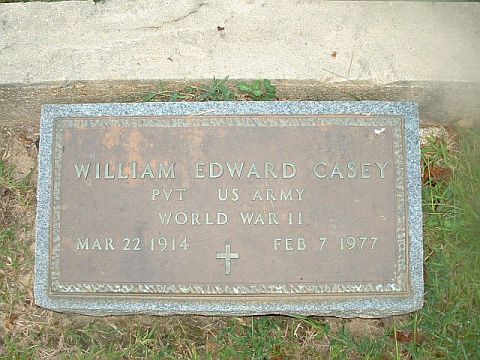 WILLIAM EDWARD CASEY
PVT US ARMY
WORLD WAR II
MAR 22 1914 FEB 7 1977